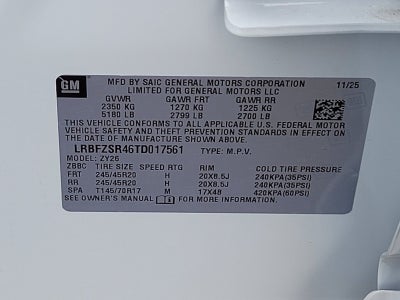 GM
MFD BY SAIC GENERAL MOTORS CORPORATION
LIMITED FOR GENERAL MOTORS LLC
11/25
GVWR GAWR FRT GAWR RR
2350 KG 1270 KG 1225 KG
5180 LB 2799 LB 2700 LB
THIS VEHICLE CONFORMS TO ALL APPLICABLE U.S. FEDERAL MOTOR
VEHICLE SAFETY AND THEFT PREVENTION STANDARDS IN EFFECT
ON THE DATE OF MANUFACTURE SHOWN ABOVE.
LRBFZSR46TD017561 TYPE: M.P.V.
MODEL: ZY26
ZBBC TIRE SIZE SPEED RTG RIM COLD TIRE PRESSURE
FRT 245/45R20 H 20X8.5J 240KPA(35PSI)
RR 245/45R20 H 20X8.5J 240KPA(35PSI)
SPA T145/70R17 M 17X4B 420KPA(60PSI)
SEE OWNER'S MANUAL FOR MORE INFORMATION.